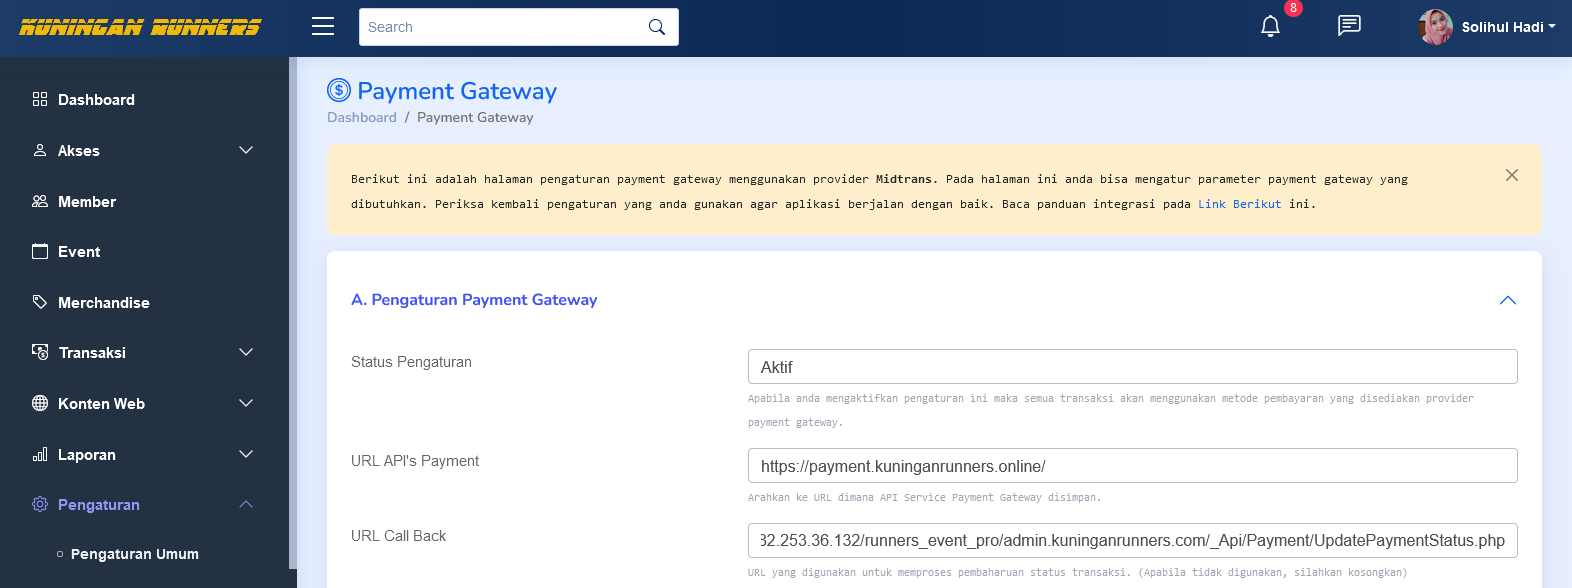 KUNINGAN RUNNERS
Search
8
Solihul Hadi
Dashboard
Akses
Member
Event
Merchandise
Transaksi
Konten Web
Laporan
Pengaturan
Pengaturan Umum
Payment Gateway
Dashboard / Payment Gateway
Berikut ini adalah halaman pengaturan payment gateway menggunakan provider Midtrans. Pada halaman ini anda bisa mengatur parameter payment gateway yang
dibutuhkan. Periksa kembali pengaturan yang anda gunakan agar aplikasi berjalan dengan baik. Baca panduan integrasi pada Link Berikut ini.
A. Pengaturan Payment Gateway
Status Pengaturan
Aktif
Apabila anda mengaktifkan pengaturan ini maka semua transaksi akan menggunakan metode pembayaran yang disediakan provider
payment gateway.
URL API's Payment
https://payment.kuninganrunners.online/
Arahkan ke URL dimana API Service Payment Gateway disimpan.
URL Call Back
32.253.36.132/runners_event_pro/admin.kuninganrunners.com/_Api/Payment/UpdatePaymentStatus.php
URL yang digunakan untuk memproses pembaharuan status transaksi. (Apabila tidak digunakan, silahkan kosongkan)